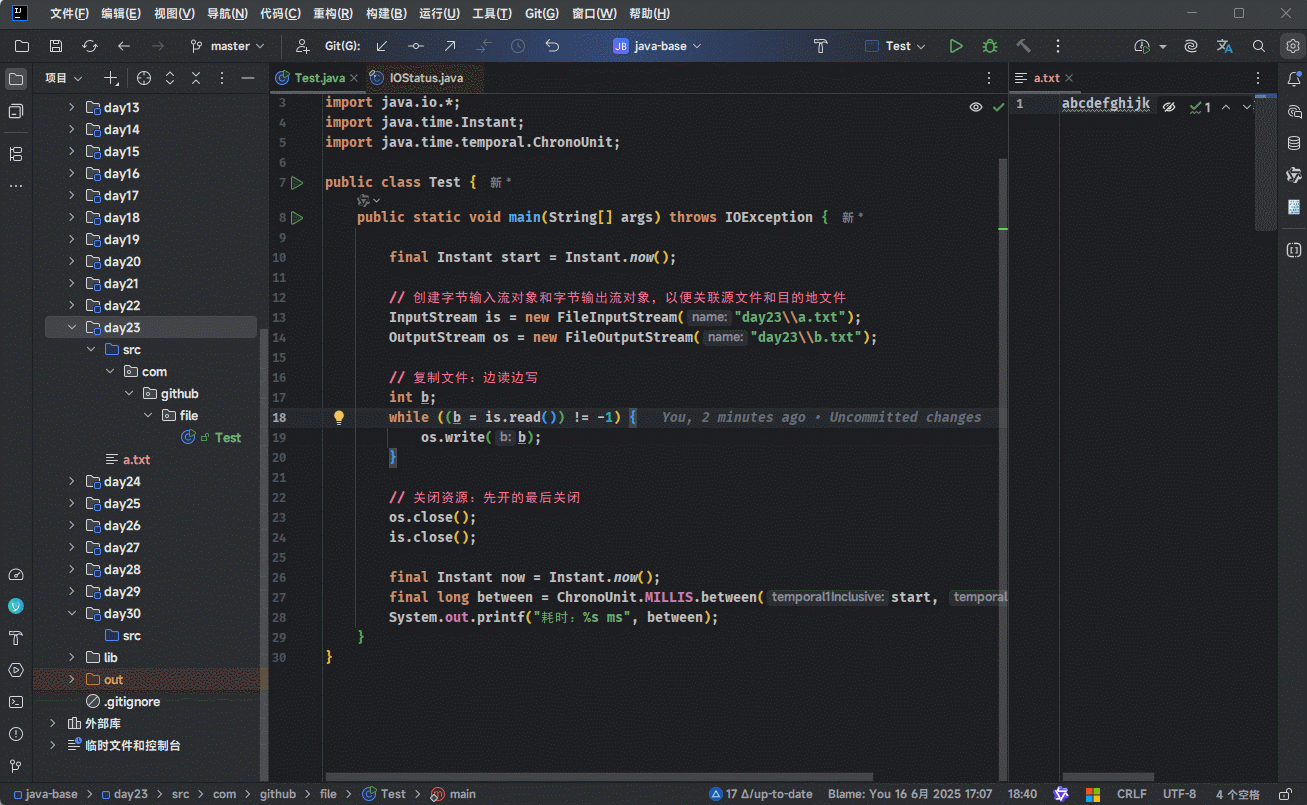 文件(F) 编辑(E) 视图(V) 导航(N) 代码(C) 重构(R) 构建(B) 运行(U) 工具(T) Git(G) 窗口(W) 帮助(H)
master Git(G): JB java-base Test
项目
Test.java IOStatus.java a.txt
day13
day14
day15
day16
day17
day18
day19
day20
day21
day22
day23
src
com
github
file
Test
a.txt
day24
day25
day26
day27
day28
day29
day30
src
lib
out
.gitignore
外部库
临时文件和控制台
3 import java.io.*;
4 import java.time.Instant;
5 import java.time.temporal.ChronoUnit;
6
7 public class Test { 新 *
8 public static void main(String[] args) throws IOException { 新 *
9
10 final Instant start = Instant.now();
11
12 // 创建字节输入流对象和字节输出流对象，以便关联源文件和目的地文件
13 InputStream is = new FileInputStream( name: "day23\\a.txt");
14 OutputStream os = new FileOutputStream( name: "day23\\b.txt");
15
16 // 复制文件：边读边写
17 int b;
18 while ((b = is.read()) != -1) { You, 2 minutes ago • Uncommitted changes
19 os.write( b: b);
20 }
21
22 // 关闭资源：先开的最后关闭
23 os.close();
24 is.close();
25
26 final Instant now = Instant.now();
27 final long between = ChronoUnit.MILLIS.between( temporal1Inclusive: start, temporal
28 System.out.printf("耗时：%s ms", between);
29 }
30 }
1 abcdefghijk 1
java-base > day23 > src > com > github > file > Test > main 17 Δ/up-to-date Blame: You 16 6月 2025 17:07 18:40 CRLF UTF-8 4 个空格